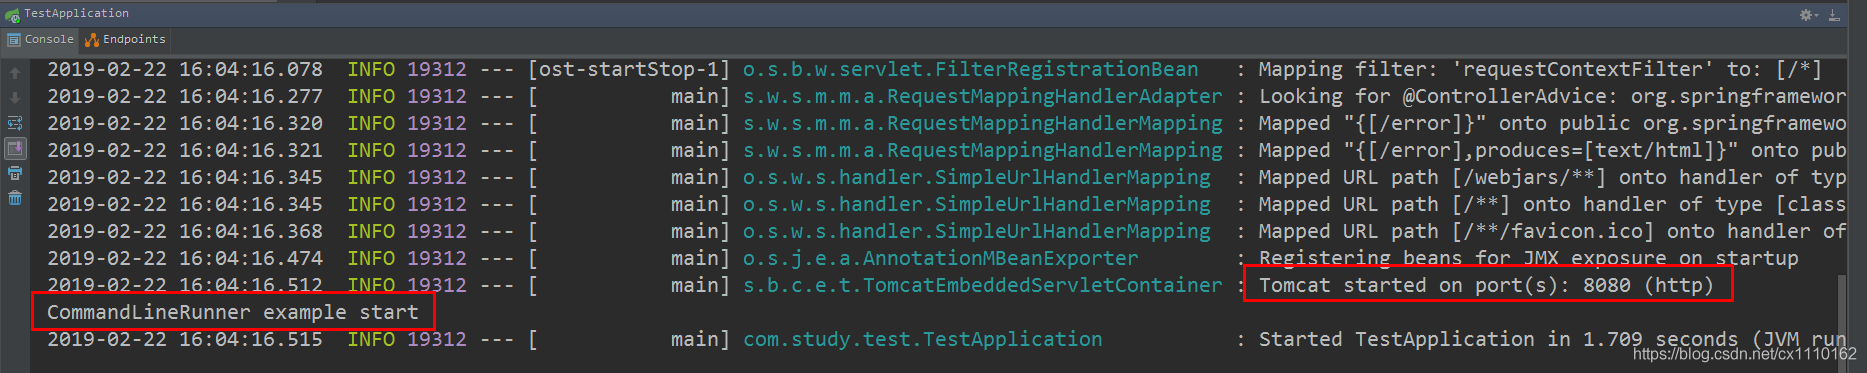 TestApplication
Console Endpoints
2019-02-22 16:04:16.078 INFO 19312 --- [ost-startStop-1] o.s.b.w.servlet.FilterRegistrationBean : Mapping filter: 'requestContextFilter' to: [/*]
2019-02-22 16:04:16.277 INFO 19312 --- [ main] s.w.s.m.m.a.RequestMappingHandlerAdapter : Looking for @ControllerAdvice: org.springframewor
2019-02-22 16:04:16.320 INFO 19312 --- [ main] s.w.s.m.m.a.RequestMappingHandlerMapping : Mapped "{[/error]}" onto public org.springframewo
2019-02-22 16:04:16.321 INFO 19312 --- [ main] s.w.s.m.m.a.RequestMappingHandlerMapping : Mapped "{[/error],produces=[text/html]}" onto pub
2019-02-22 16:04:16.345 INFO 19312 --- [ main] o.s.w.s.handler.SimpleUrlHandlerMapping : Mapped URL path [/webjars/**] onto handler of typ
2019-02-22 16:04:16.345 INFO 19312 --- [ main] o.s.w.s.handler.SimpleUrlHandlerMapping : Mapped URL path [/**] onto handler of type [class
2019-02-22 16:04:16.368 INFO 19312 --- [ main] o.s.w.s.handler.SimpleUrlHandlerMapping : Mapped URL path [/**/favicon.ico] onto handler of
2019-02-22 16:04:16.474 INFO 19312 --- [ main] o.s.j.e.a.AnnotationMBeanExporter : Registering beans for JMX exposure on startup
2019-02-22 16:04:16.512 INFO 19312 --- [ main] s.b.c.e.t.TomcatEmbeddedServletContainer : Tomcat started on port(s): 8080 (http)
CommandLineRunner example start
2019-02-22 16:04:16.515 INFO 19312 --- [ main] com.study.test.TestApplication : Started TestApplication in 1.709 seconds (JVM run
https://blog.csdn.net/cx1110162